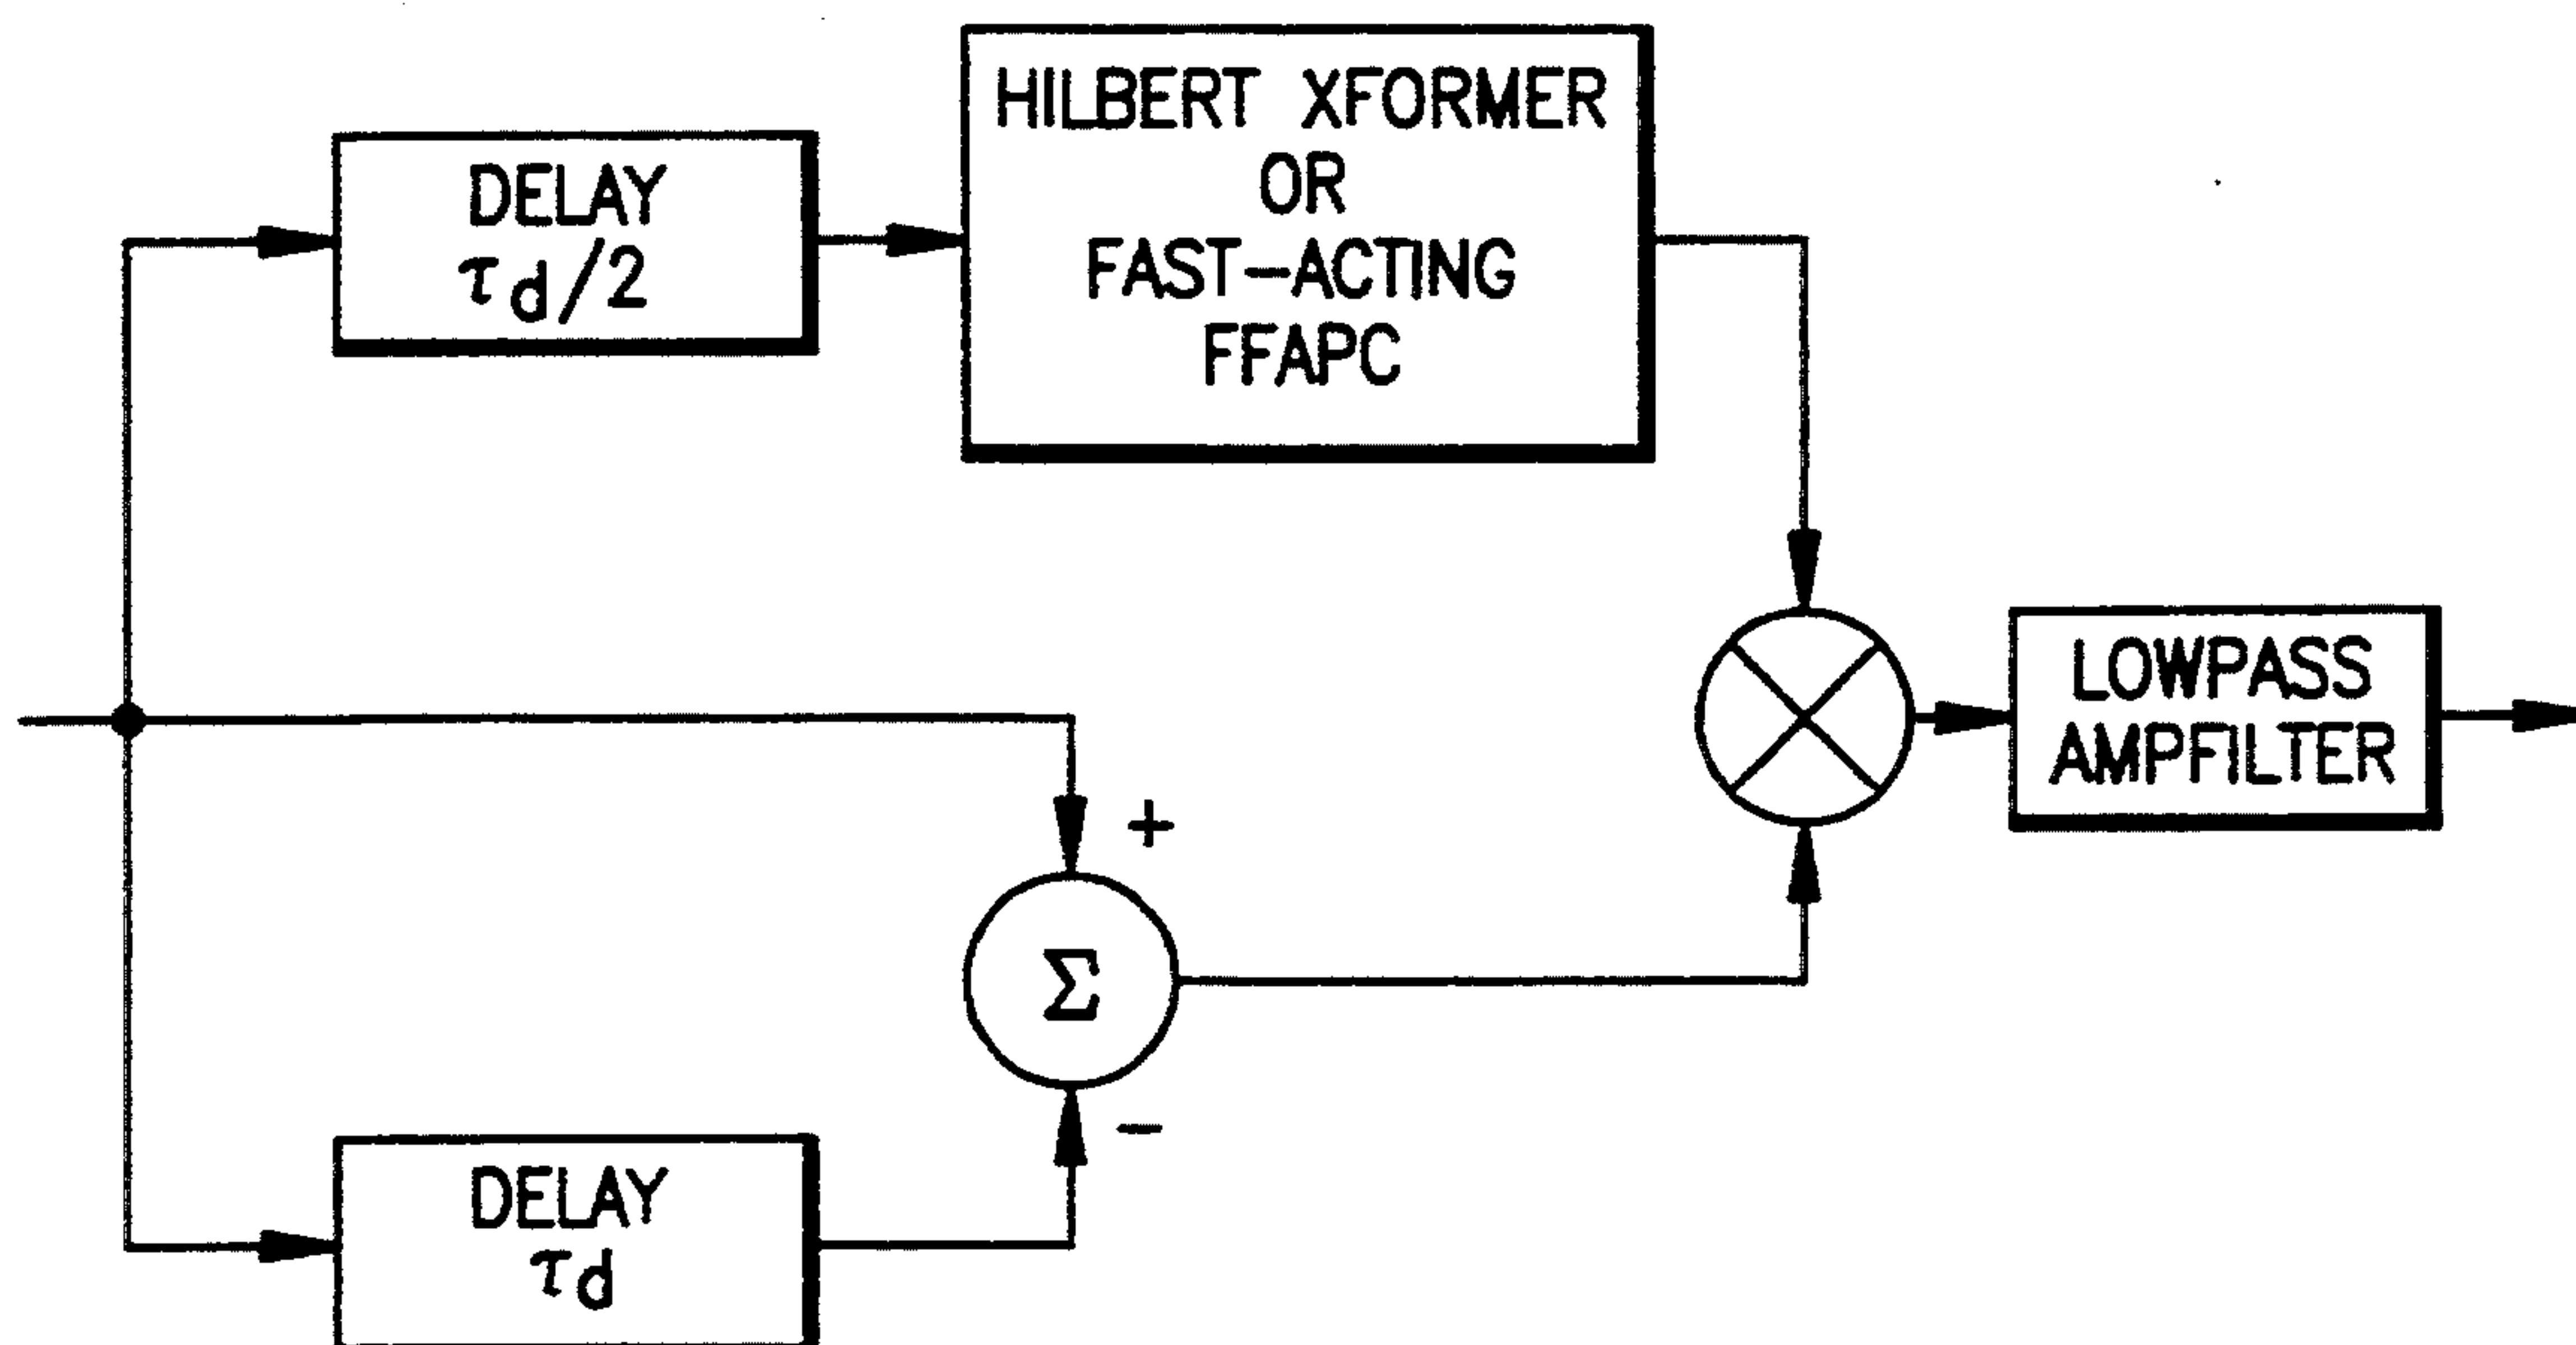 DELAY
τd/2
HILBERT XFORMER
OR
FAST-ACTING
FFAPC
LOWPASS
AMPFILTER
+
Σ
-
DELAY
τd